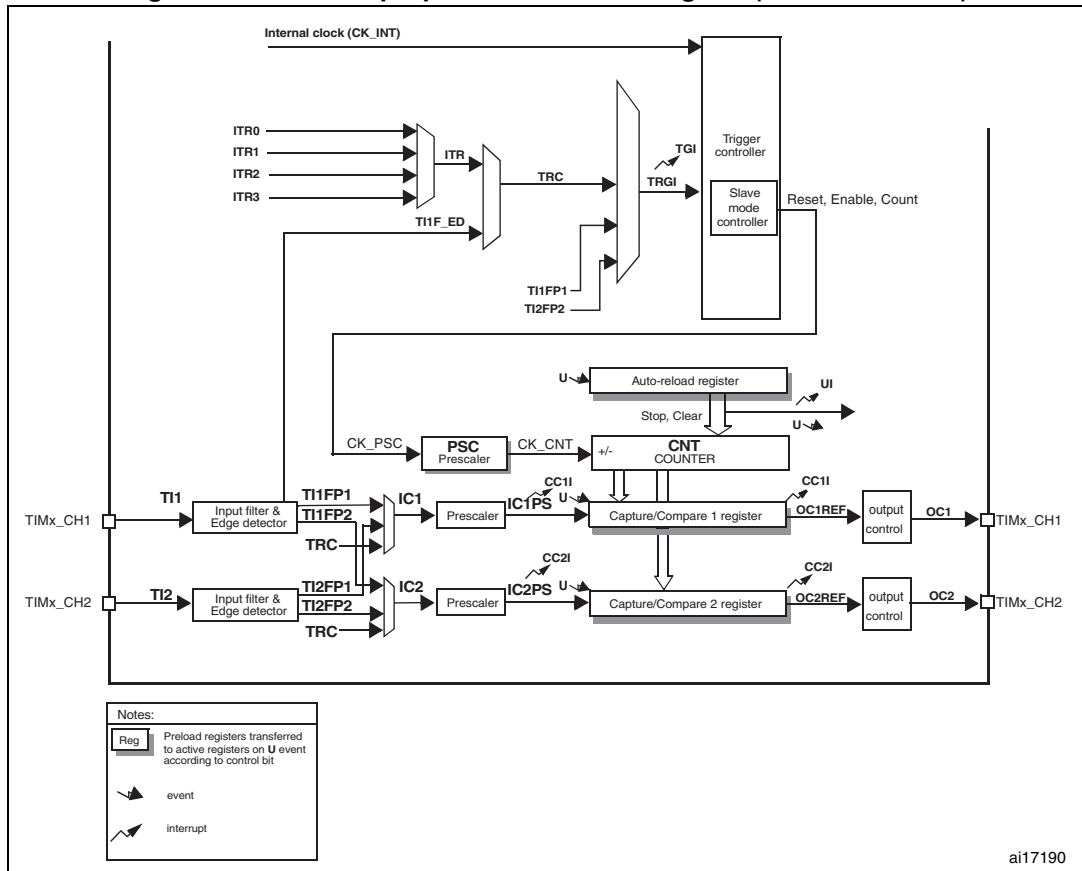 Internal clock (CK_INT)
ITR0
ITR1
ITR2
ITR3
ITR
TI1F_ED
TRC
TI1FP1
TI2FP2
TGI
TRGI
Trigger
controller
Slave
mode
controller
Reset, Enable, Count
U
Auto-reload register
UI
Stop, Clear
U
CK_PSC
PSC
Prescaler
CK_CNT
+/-
CNT
COUNTER
TIMx_CH1
TI1
Input filter &
Edge detector
TI1FP1
TI1FP2
TRC
IC1
Prescaler
CC1I
U
IC1PS
Capture/Compare 1 register
CC1I
OC1REF
output
control
OC1
TIMx_CH1
TIMx_CH2
TI2
Input filter &
Edge detector
TI2FP1
TI2FP2
TRC
IC2
Prescaler
CC2I
U
IC2PS
Capture/Compare 2 register
CC2I
OC2REF
output
control
OC2
TIMx_CH2
Notes:
Reg
Preload registers transferred
to active registers on U event
according to control bit
event
interrupt
ai17190